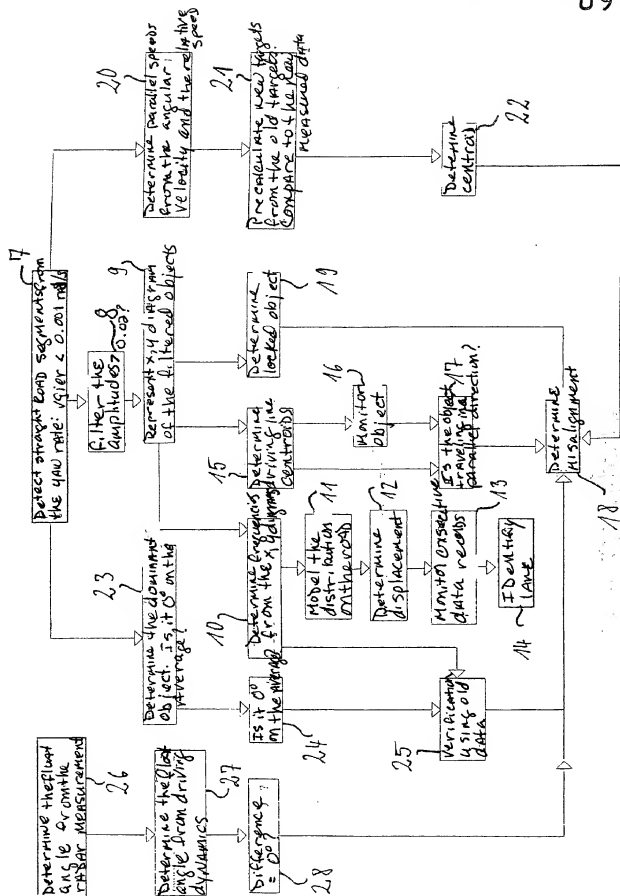 09
Detect straight ROAD segments from
the YAW rate: vgier < 0.001 rad/s
7
Filter the
amplitudes>
0.02?
8
Represent x,y diagram
of the filtered objects
9
Determine parallel speeds
from the angular
velocity and the relative
speed
20
Precalculate new targets
from the old targets.
Compare to the new
measured data
21
Determine
centroid
22
Determine the dominant
object. Is it 0° on the
Average?
23
Determine frequencies
from the x,y diagram
10
Determine
driving line
centroids
15
Determine
locked object
19
Model the
distribution
on the road
11
Determine
displacement
12
Monitor consecutive
data records
13
Identify
lane
14
Monitor
object
16
Is the object
traveling in a
parallel direction?
17
Determine
Misalignment
18
Is it 0°
on the average?
24
Verification
using old
data
25
Determine the float
angle from the
radar measurement
26
Determine the float
angle from driving
dynamics
27
Difference
= 0°?
28